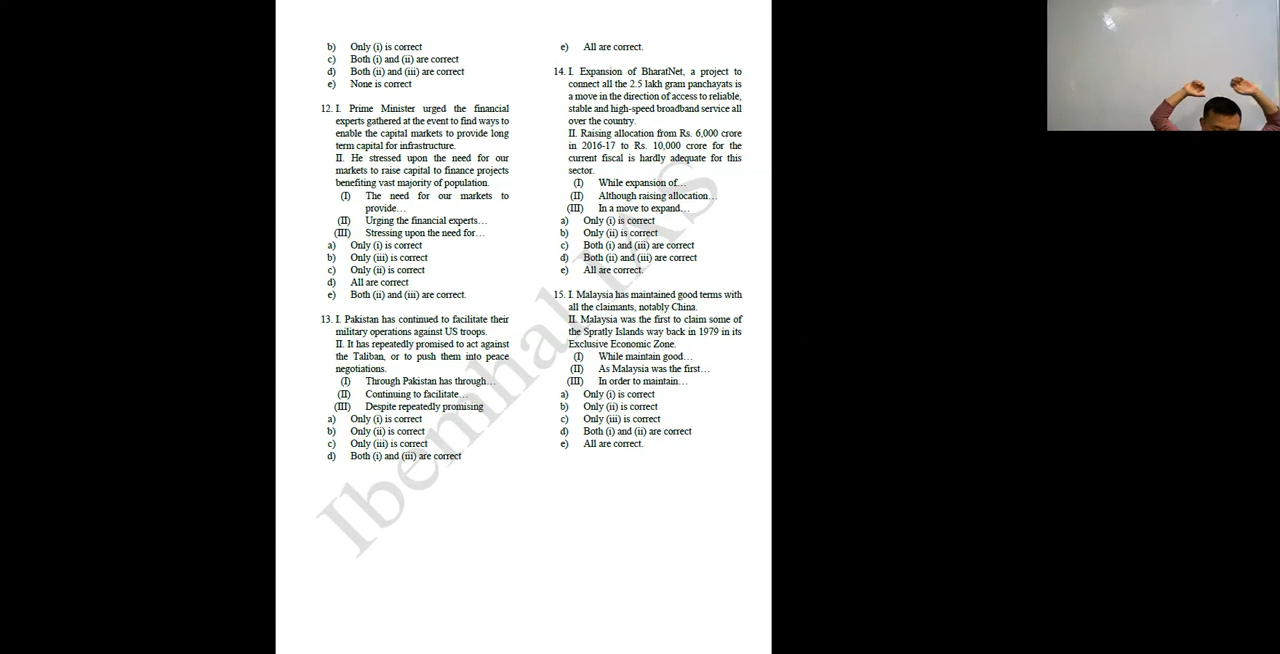 b) Only (i) is correct
c) Both (i) and (ii) are correct
d) Both (ii) and (iii) are correct
e) None is correct
12. I. Prime Minister urged the financial
experts gathered at the event to find ways to
enable the capital markets to provide long
term capital for infrastructure.
II. He stressed upon the need for our
markets to raise capital to finance projects
benefiting vast majority of population.
(I) The need for our markets to
provide…
(II) Urging the financial experts…
(III) Stressing upon the need for…
a) Only (i) is correct
b) Only (iii) is correct
c) Only (ii) is correct
d) All are correct
e) Both (ii) and (iii) are correct.
13. I. Pakistan has continued to facilitate their
military operations against US troops.
II. It has repeatedly promised to act against
the Taliban, or to push them into peace
negotiations.
(I) Through Pakistan has through…
(II) Continuing to facilitate…
(III) Despite repeatedly promising
a) Only (i) is correct
b) Only (ii) is correct
c) Only (iii) is correct
d) Both (i) and (iii) are correct
e) All are correct.
14. I. Expansion of BharatNet, a project to
connect all the 2.5 lakh gram panchayats is
a move in the direction of access to reliable,
stable and high-speed broadband service all
over the country.
II. Raising allocation from Rs. 6,000 crore
in 2016-17 to Rs. 10,000 crore for the
current fiscal is hardly adequate for this
sector.
(I) While expansion of…
(II) Although raising allocation…
(III) In a move to expand…
a) Only (i) is correct
b) Only (ii) is correct
c) Both (i) and (iii) are correct
d) Both (ii) and (iii) are correct
e) All are correct.
15. I. Malaysia has maintained good terms with
all the claimants, notably China.
II. Malaysia was the first to claim some of
the Spratly Islands way back in 1979 in its
Exclusive Economic Zone.
(I) While maintain good…
(II) As Malaysia was the first…
(III) In order to maintain…
a) Only (i) is correct
b) Only (ii) is correct
c) Only (iii) is correct
d) Both (i) and (ii) are correct
e) All are correct.
Ibemhal IAS